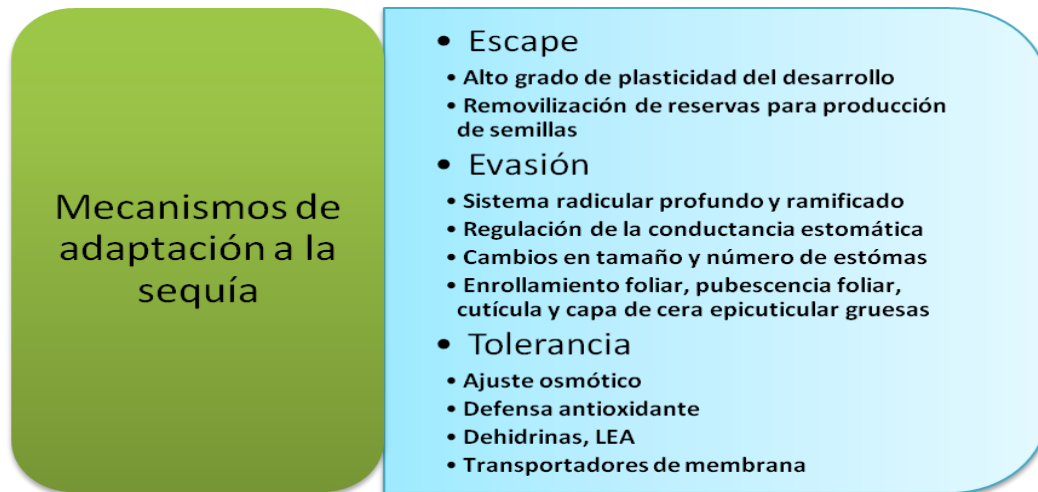 Mecanismos de
adaptación a la
sequía
• Escape
• Alto grado de plasticidad del desarrollo
• Removilización de reservas para producción
de semillas
• Evasión
• Sistema radicular profundo y ramificado
• Regulación de la conductancia estomática
• Cambios en tamaño y número de estómas
• Enrollamiento foliar, pubescencia foliar,
cutícula y capa de cera epicuticular gruesas
• Tolerancia
• Ajuste osmótico
• Defensa antioxidante
• Dehidrinas, LEA
• Transportadores de membrana